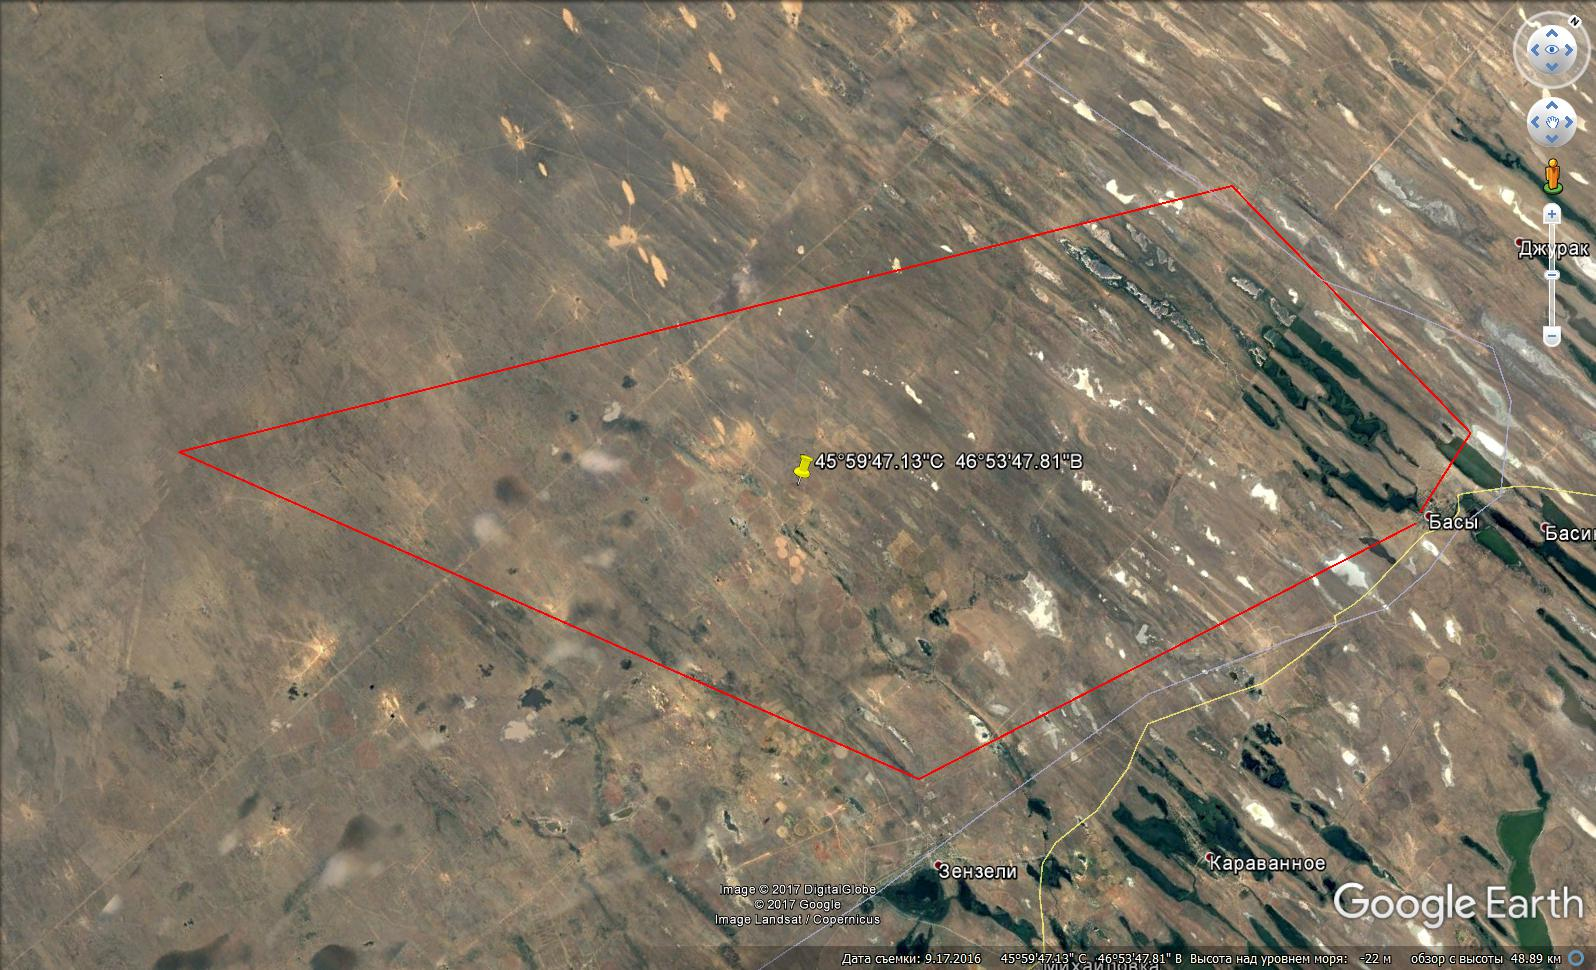 N
Джурак
45°59'47.13"С 46°53'47.81"В
Басы
Зензели
Караванное
Image © 2017 DigitalGlobe
© 2017 Google
Image Landsat / Copernicus
Google Earth
Дата съемки: 9.17.2016 45°59'47.13" С 46°53'47.81" В Высота над уровнем моря: -22 м обзор с высоты 48.89 км
Михайловка